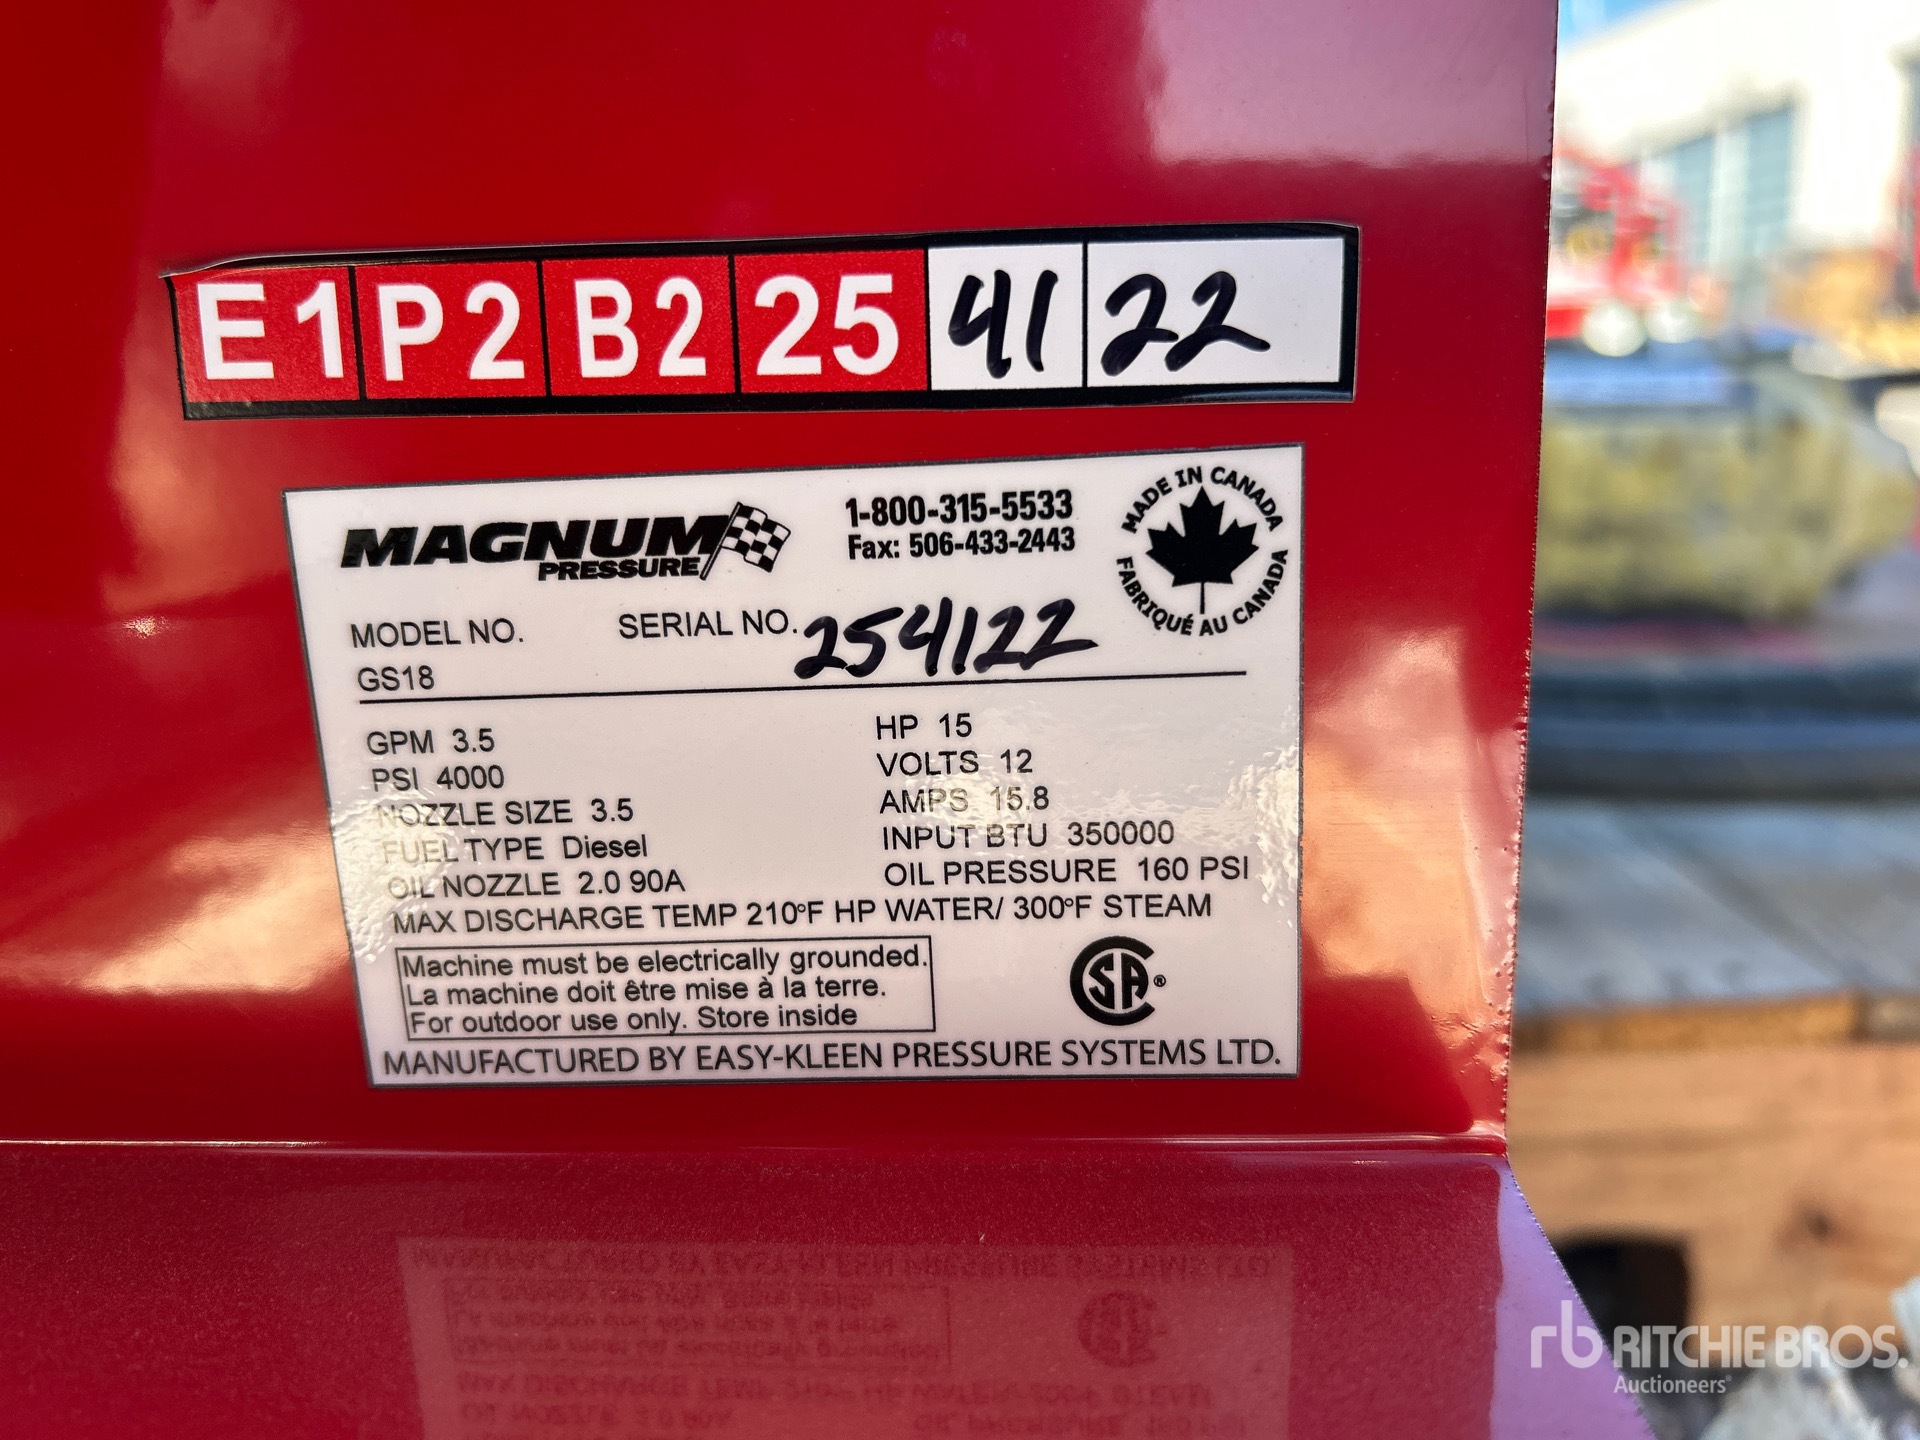 E1 P2 B2 25 41 22
MAGNUM
PRESSURE
1-800-315-5533
Fax: 506-433-2443
MADE IN CANADA
FABRIQUÉ AU CANADA
MODEL NO.
GS18
SERIAL NO. 254122
GPM 3.5
PSI 4000
NOZZLE SIZE 3.5
FUEL TYPE Diesel
OIL NOZZLE 2.0 90A
HP 15
VOLTS 12
AMPS 15.8
INPUT BTU 350000
OIL PRESSURE 160 PSI
MAX DISCHARGE TEMP 210°F HP WATER/ 300°F STEAM
Machine must be electrically grounded.
La machine doit être mise à la terre.
For outdoor use only. Store inside
CSA®
MANUFACTURED BY EASY-KLEEN PRESSURE SYSTEMS LTD.
rb RITCHIE BROS.
Auctioneers